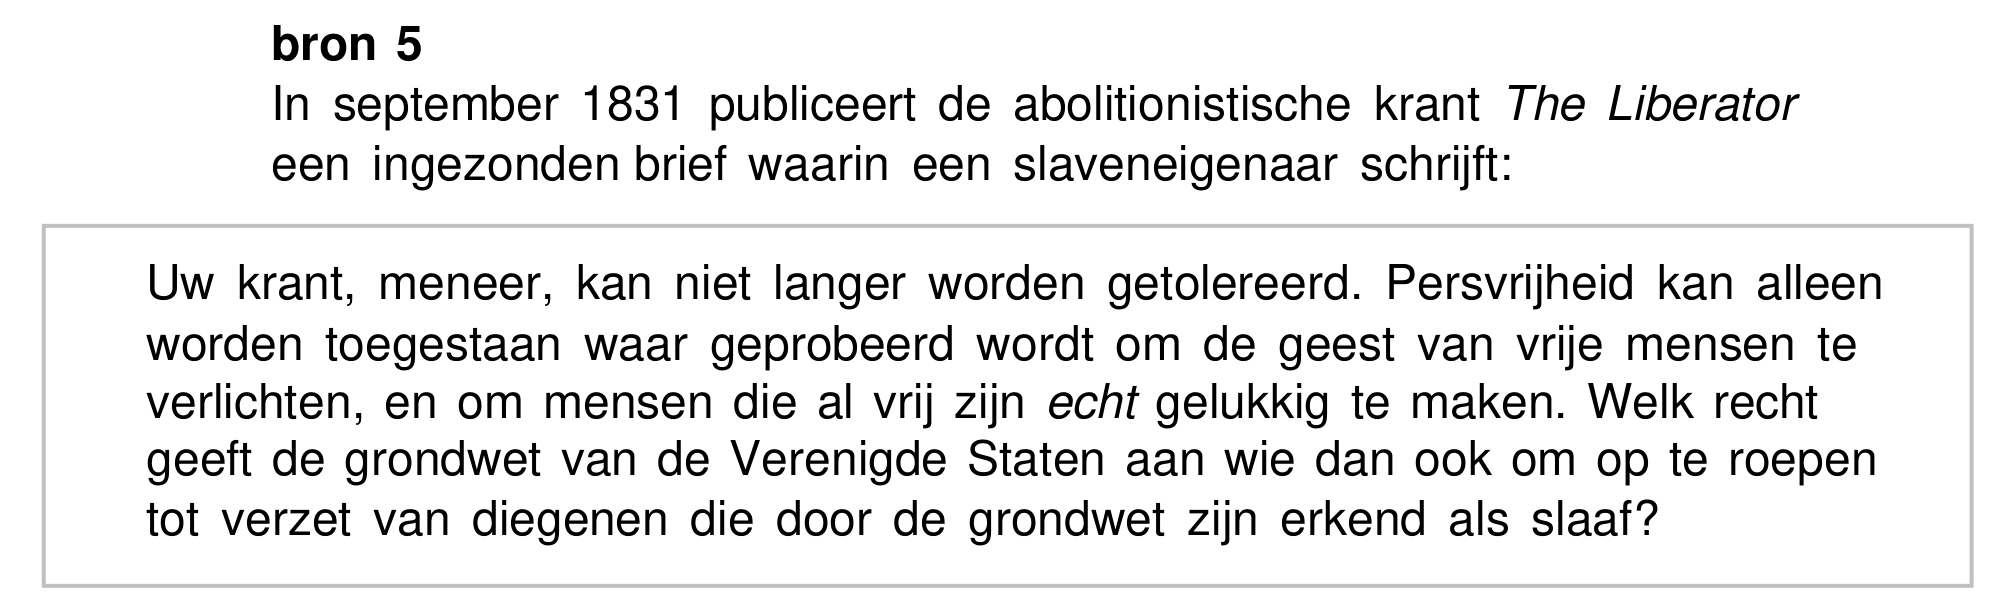 bron 5
In september 1831 publiceert de abolitionistische krant The Liberator
een ingezonden brief waarin een slaveneigenaar schrijft:
Uw krant, meneer, kan niet langer worden getolereerd. Persvrijheid kan alleen
worden toegestaan waar geprobeerd wordt om de geest van vrije mensen te
verlichten, en om mensen die al vrij zijn echt gelukkig te maken. Welk recht
geeft de grondwet van de Verenigde Staten aan wie dan ook om op te roepen
tot verzet van diegenen die door de grondwet zijn erkend als slaaf?